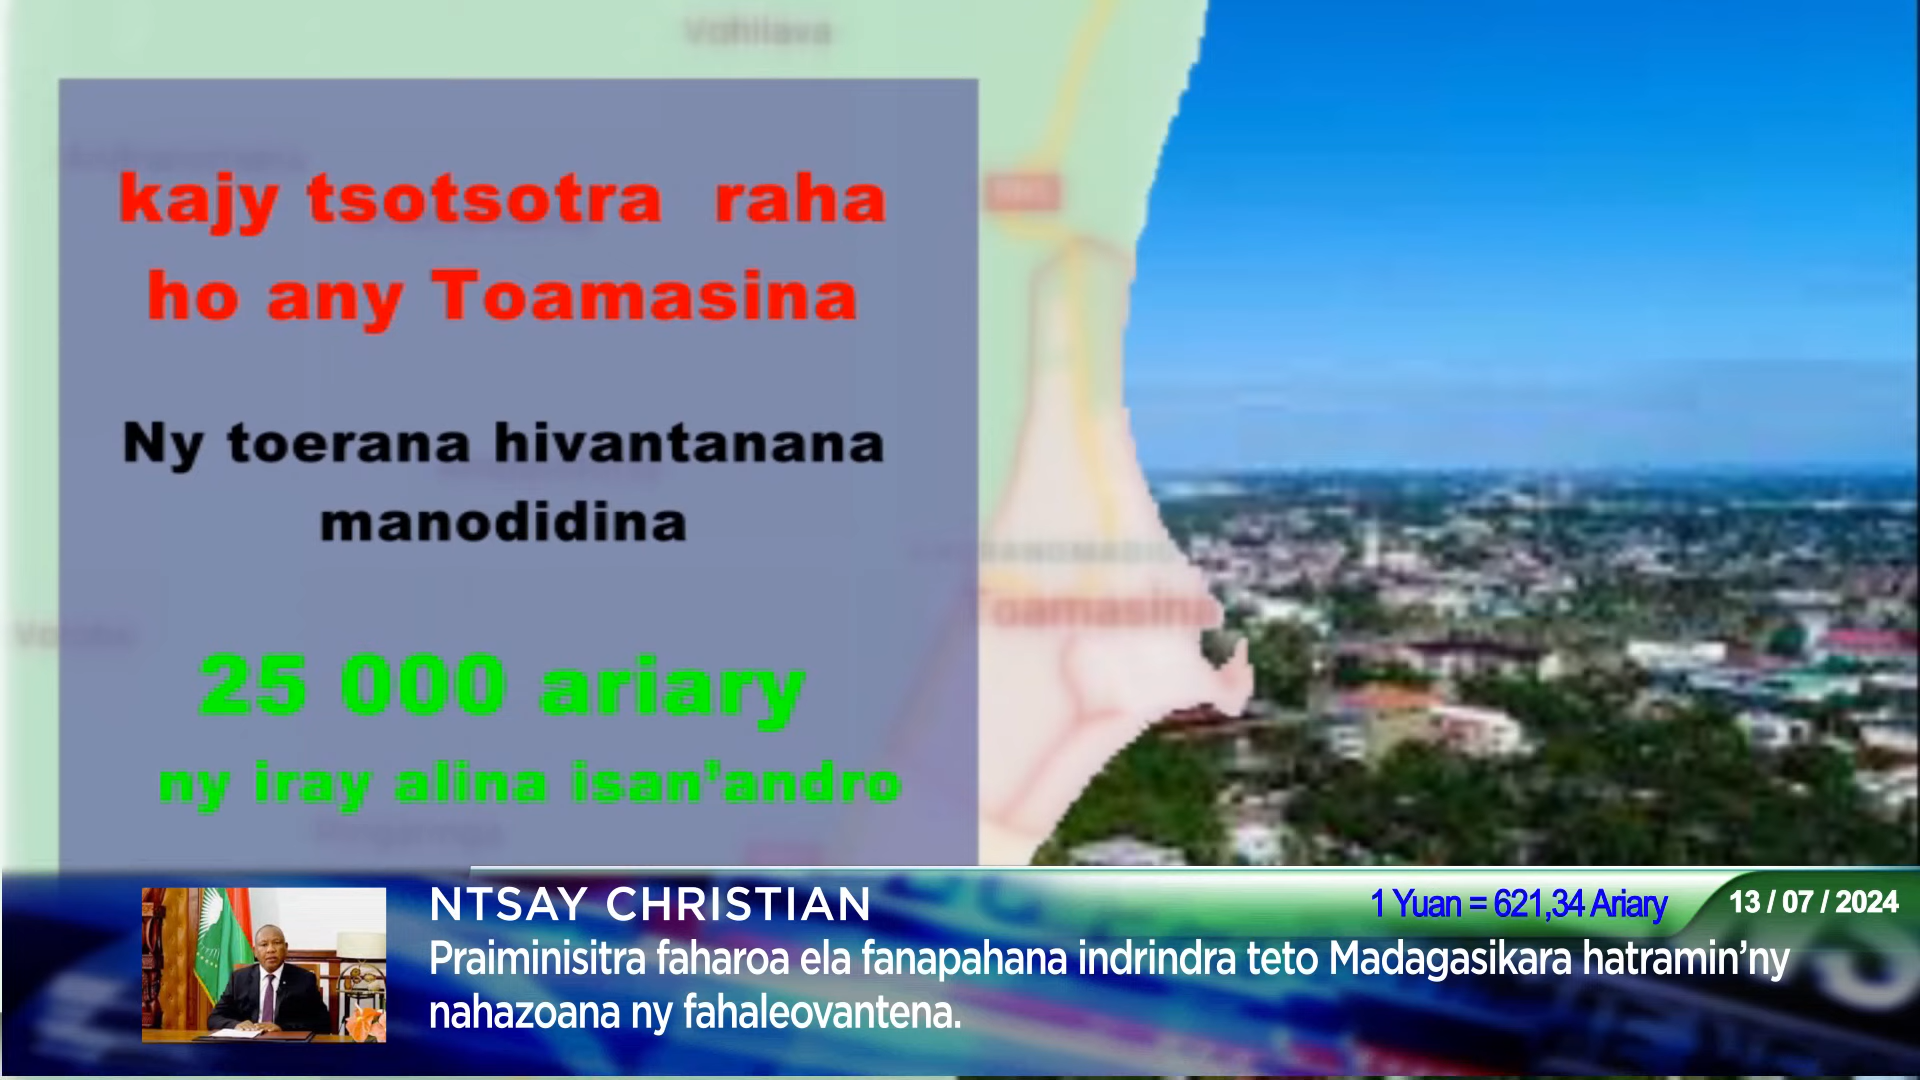 Vohilava
kajy tsotsotra raha
ho any Toamasina
Ny toerana hivantanana
manodidina
Toamasina
25 000 ariary
ny iray alina isan'andro
NTSAY CHRISTIAN
1 Yuan = 621,34 Ariary
13 / 07 / 2024
Praiminisitra faharoa ela fanapahana indrindra teto Madagasikara hatramin’ny
nahazoana ny fahaleovantena.